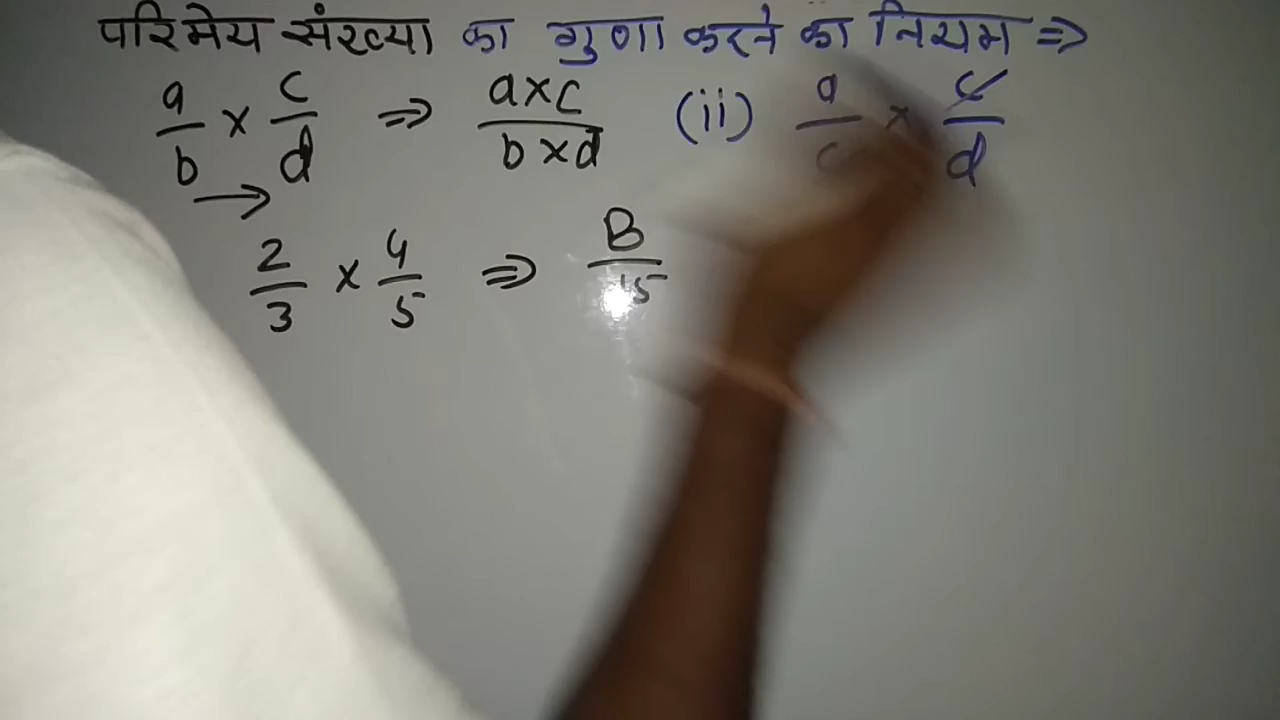 परिमेय संख्या का गुणा करने का नियम ⇒
a/b × c/d ⇒ a×c/b×d (ii) a/c × c/d
→
2/3 × 4/5 ⇒ 8/15